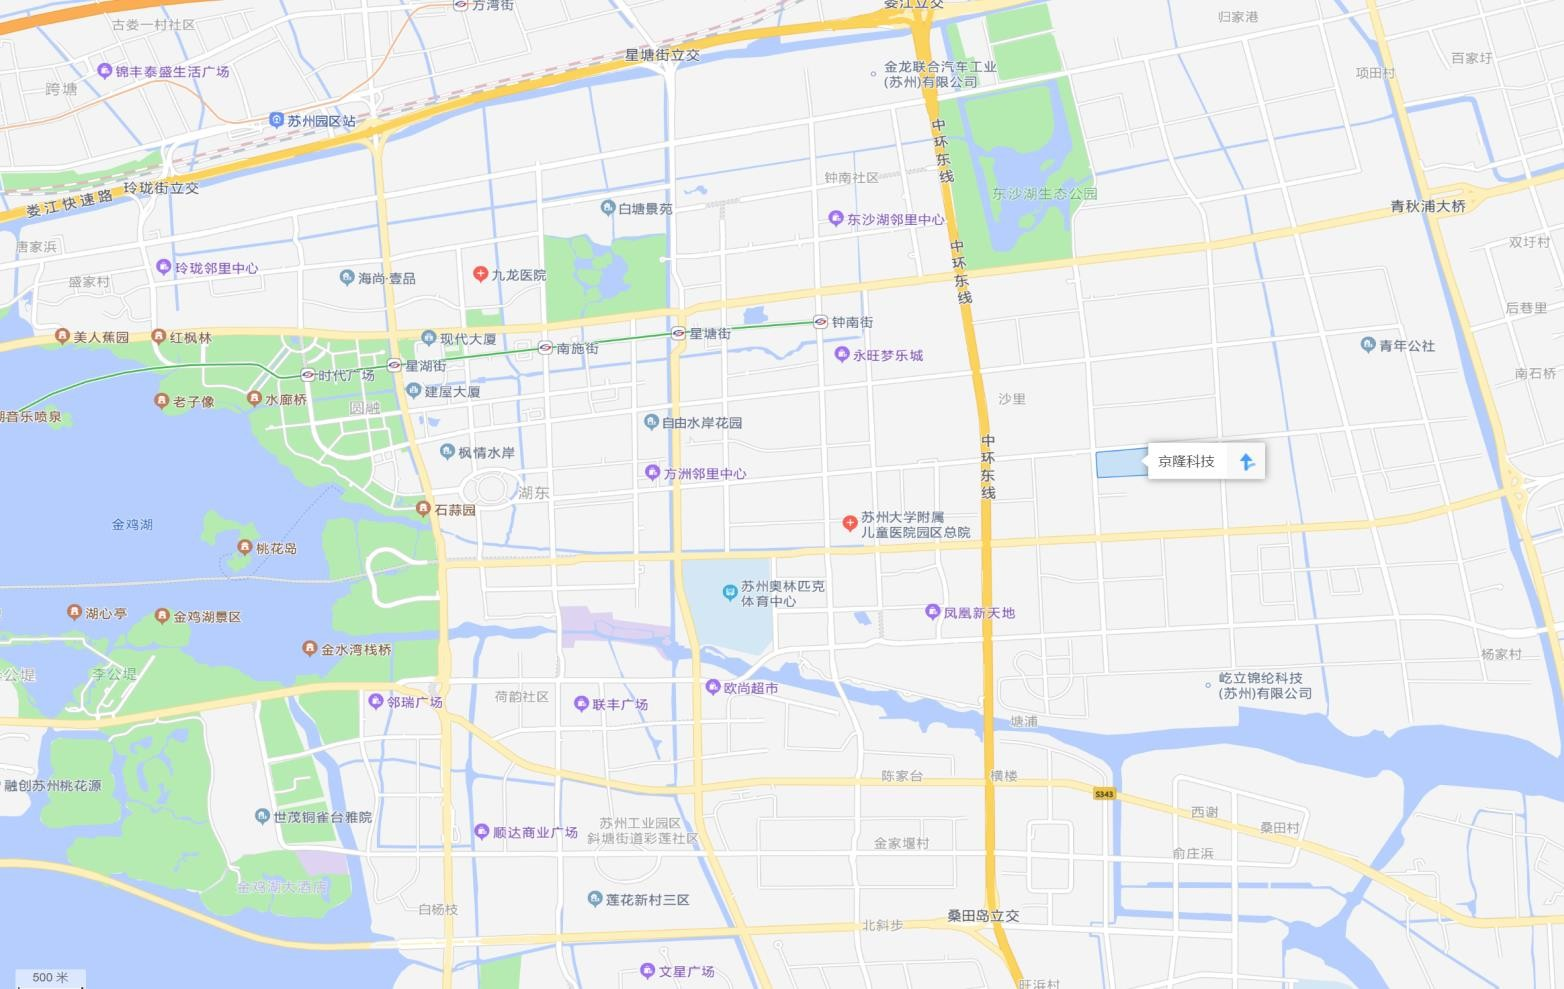 方湾街
娄江立交
归家港
古娄一村社区
星塘街立交
百家圩
锦丰泰盛生活广场
金龙联合汽车工业
(苏州)有限公司
项田村
跨塘
苏州园区站
中环东线
钟南社区
玲珑街立交
东沙湖生态公园
娄江快速路
白塘景苑
东沙湖邻里中心
青秋浦大桥
唐家浜
双圩村
玲珑邻里中心
海尚·壹品
九龙医院
中环东线
盛家村
后巷里
美人蕉园
红枫林
现代大厦
南施街
星塘街
钟南街
青年公社
时代广场
星湖街
永旺梦乐城
南石桥
老子像
水廊桥
建屋大厦
沙里
圆融
湖音乐喷泉
自由水岸花园
枫情水岸
中环东线
京隆科技
方洲邻里中心
湖东
石蒜园
金鸡湖
苏州大学附属
儿童医院园区总院
桃花岛
苏州奥林匹克
体育中心
湖心亭
金鸡湖景区
凤凰新天地
金水湾栈桥
杨家村
公堤
李公堤
屹立锦纶科技
(苏州)有限公司
邻瑞广场
荷韵社区
联丰广场
欧尚超市
塘浦
融创苏州桃花源
陈家台
横楼
S343
西谢
世茂铜雀台雅院
顺达商业广场
苏州工业园区
斜塘街道彩莲社区
桑田村
金家堰村
俞庄浜
金鸡湖大酒店
白杨枝
莲花新村三区
北斜步
桑田岛立交
500 米
文星广场
旺浜村